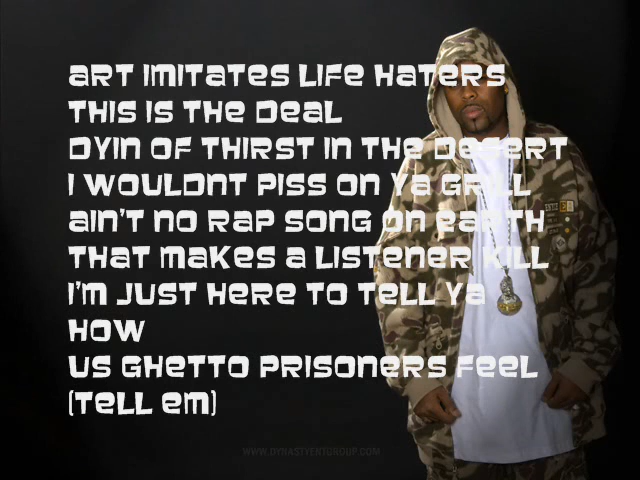 art imitates life haters
this is the deal
dyin of thirst in the desert
i wouldnt piss on ya grill
ain't no rap song on earth
that makes a listener kill
i'm just here to tell ya
how
us ghetto prisoners feel
(tell em)
WWW.DYNASTYENTGROUP.COM